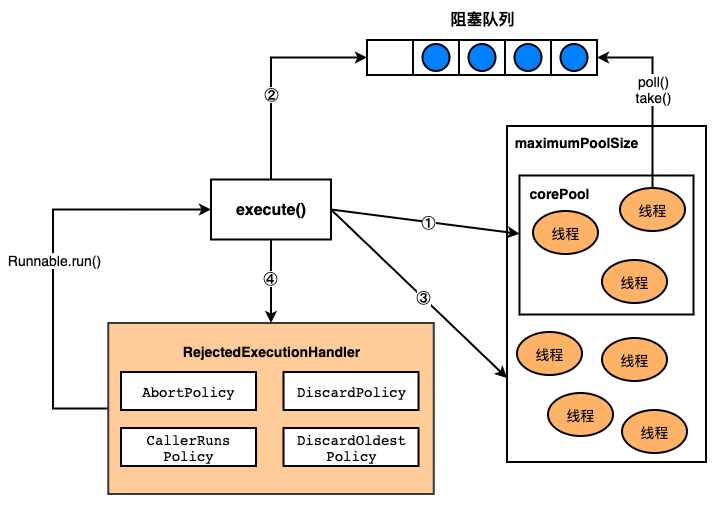 阻塞队列
poll()
take()
②
maximumPoolSize
corePool
线程
execute()
①
线程
Runnable.run()
④
线程
③
RejectedExecutionHandler
线程
线程
AbortPolicy
DiscardPolicy
线程
线程
CallerRuns
Policy
DiscardOldest
Policy